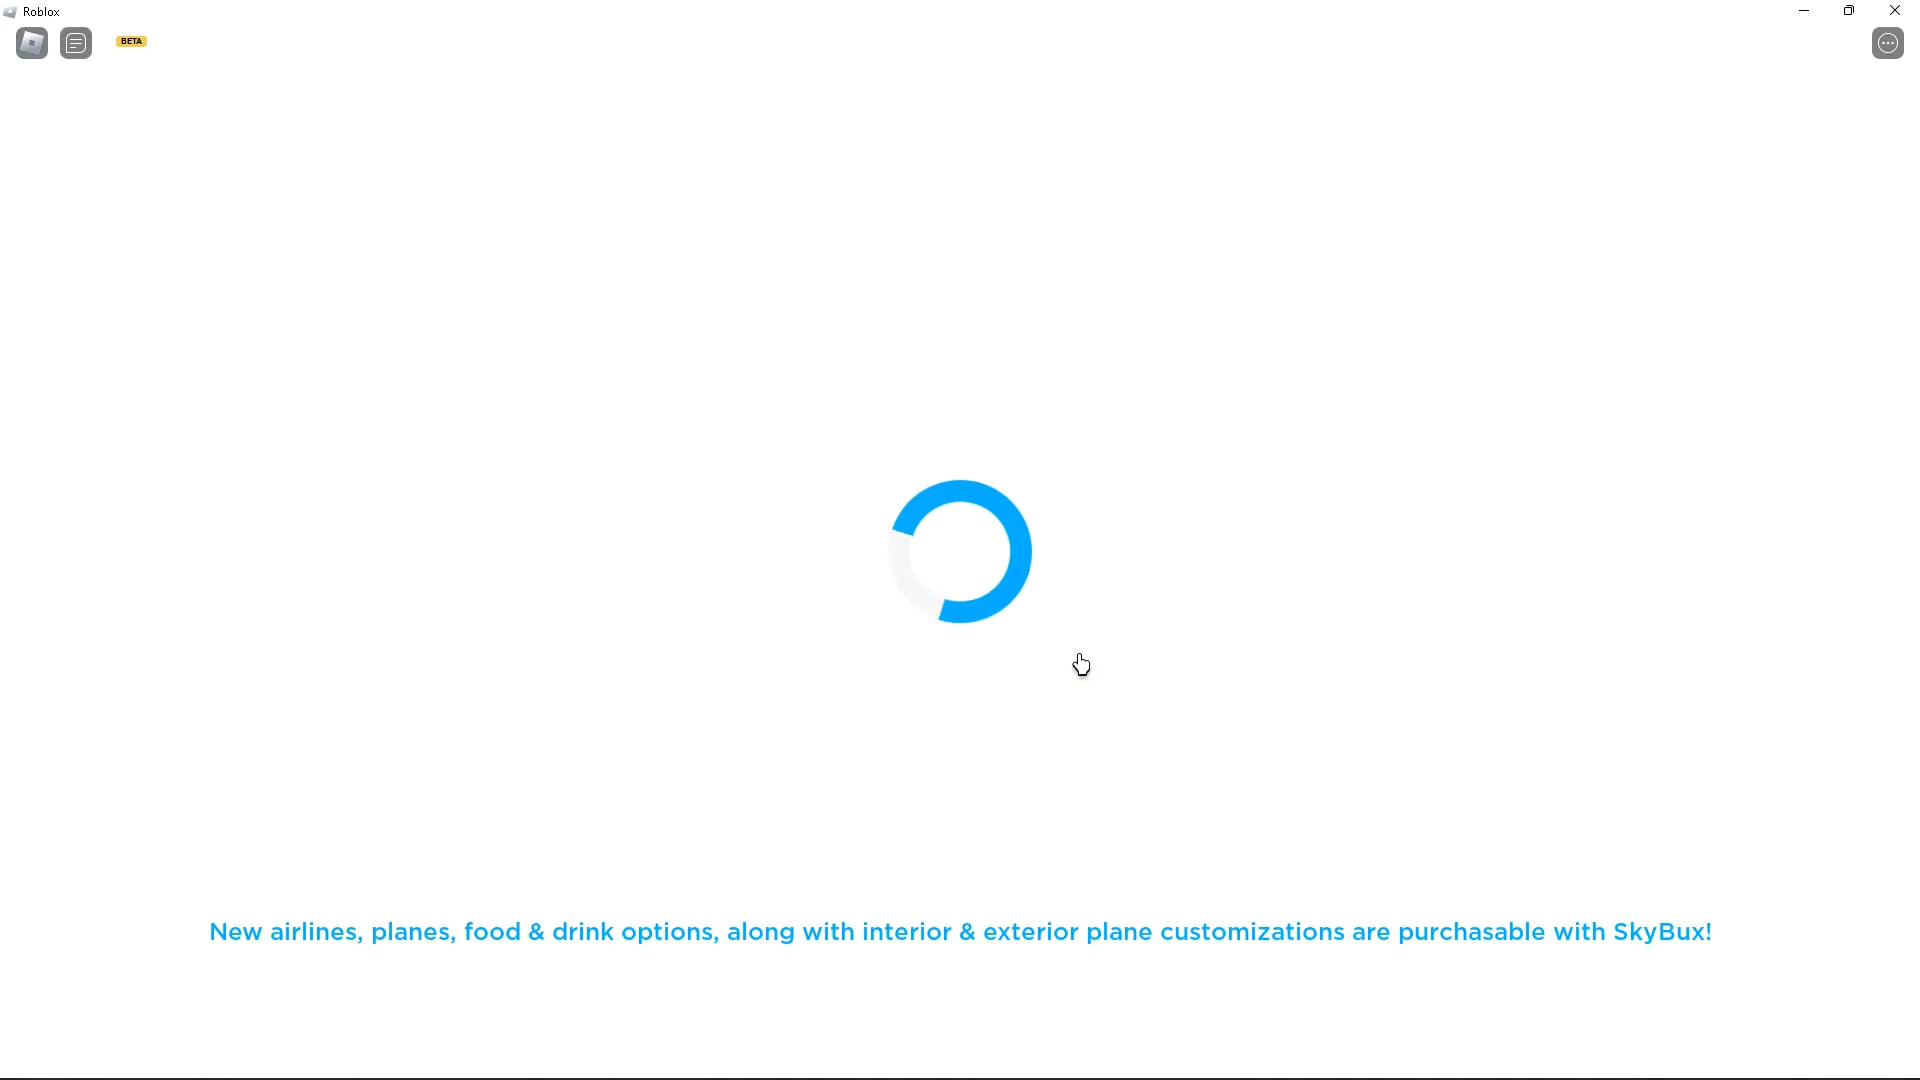 Roblox
BETA
New airlines, planes, food & drink options, along with interior & exterior plane customizations are purchasable with SkyBux!